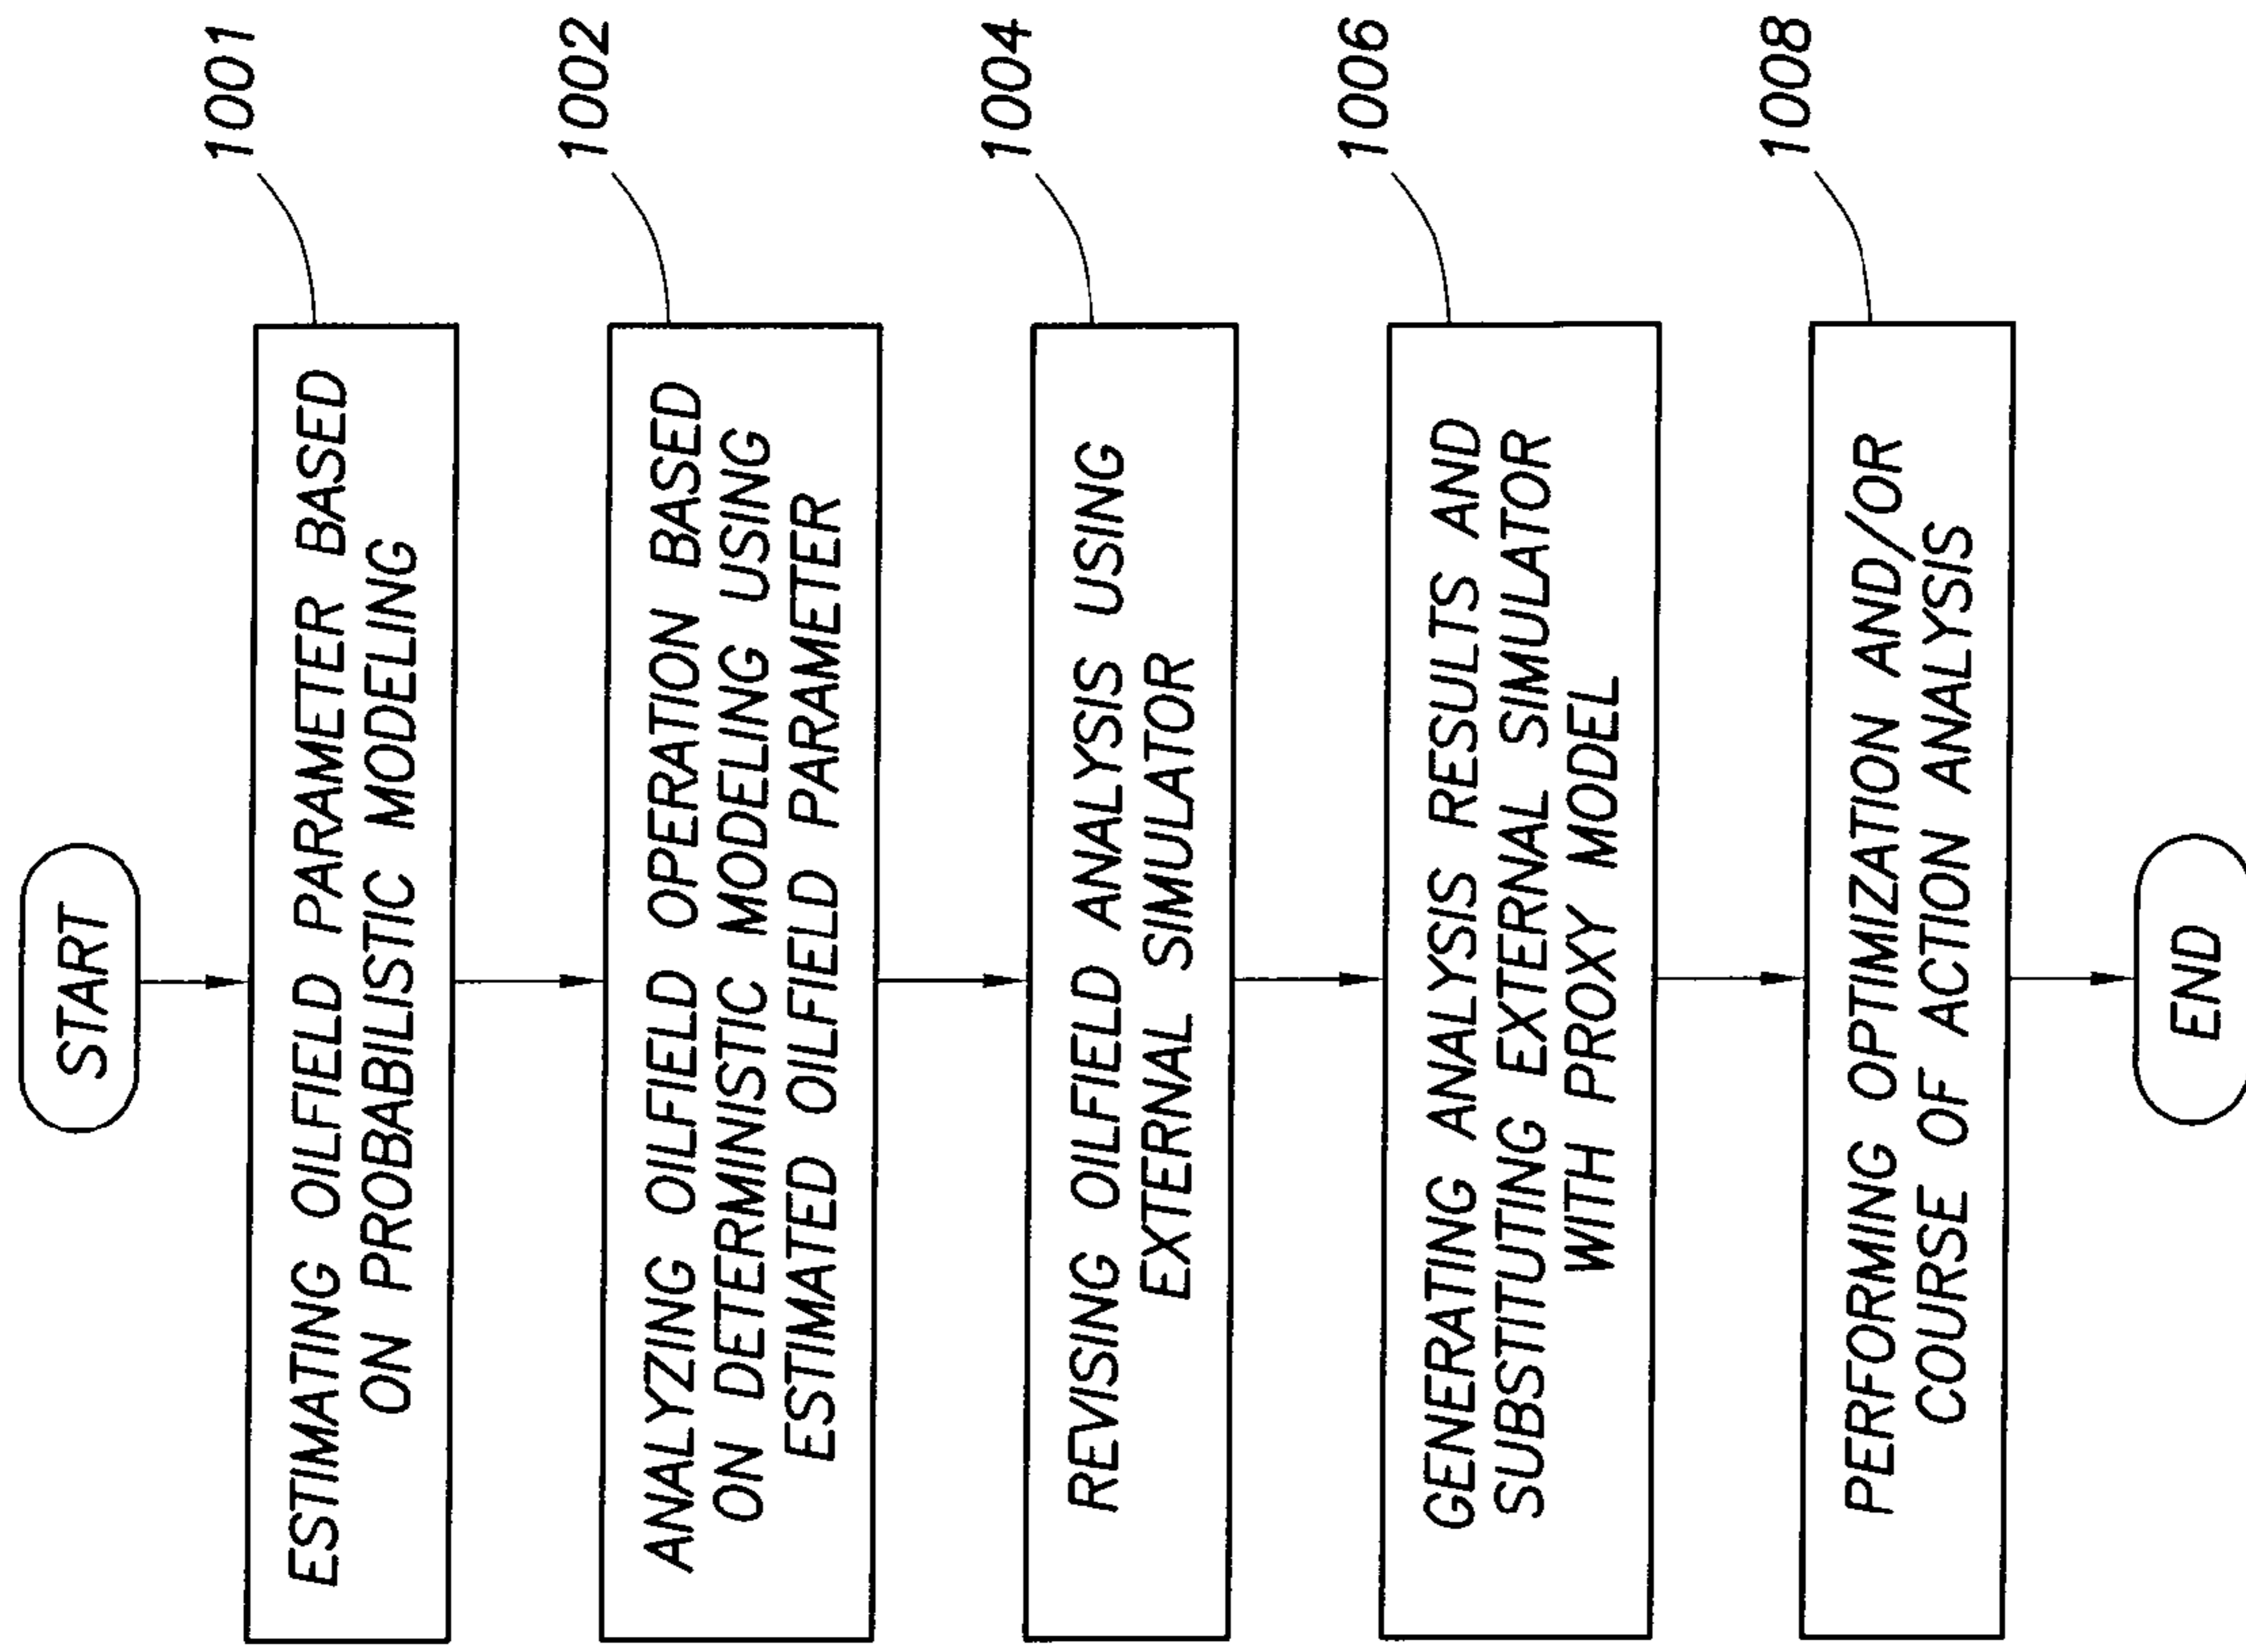 START
1001
ESTIMATING OILFIELD PARAMETER BASED
ON PROBABILISTIC MODELING
1002
ANALYZING OILFIELD OPERATION BASED
ON DETERMINISTIC MODELING USING
ESTIMATED OILFIELD PARAMETER
1004
REVISING OILFIELD ANALYSIS USING
EXTERNAL SIMULATOR
1006
GENERATING ANALYSIS RESULTS AND
SUBSTITUTING EXTERNAL SIMULATOR
WITH PROXY MODEL
1008
PERFORMING OPTIMIZATION AND/OR
COURSE OF ACTION ANALYSIS
END